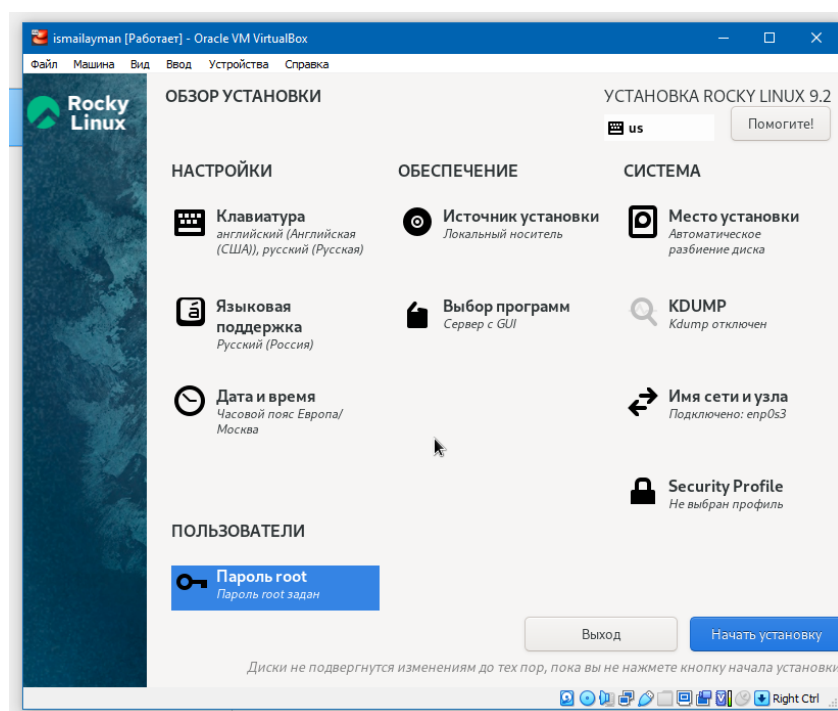 ismailayman [Работает] - Oracle VM VirtualBox
Файл Машина Вид Ввод Устройства Справка
Rocky
Linux
ОБЗОР УСТАНОВКИ
УСТАНОВКА ROCKY LINUX 9.2
us
Помогите!
НАСТРОЙКИ
Клавиатура
английский (Английская
(США)), русский (Русская)
Языковая
поддержка
Русский (Россия)
Дата и время
Часовой пояс Европа/
Москва
ОБЕСПЕЧЕНИЕ
Источник установки
Локальный носитель
Выбор программ
Сервер с GUI
СИСТЕМА
Место установки
Автоматическое
разбиение диска
KDUMP
Kdump отключен
Имя сети и узла
Подключено: enp0s3
Security Profile
Не выбран профиль
ПОЛЬЗОВАТЕЛИ
Пароль root
Пароль root задан
Выход
Начать установку
Диски не подвергнутся изменениям до тех пор, пока вы не нажмете кнопку начала установки
Right Ctrl